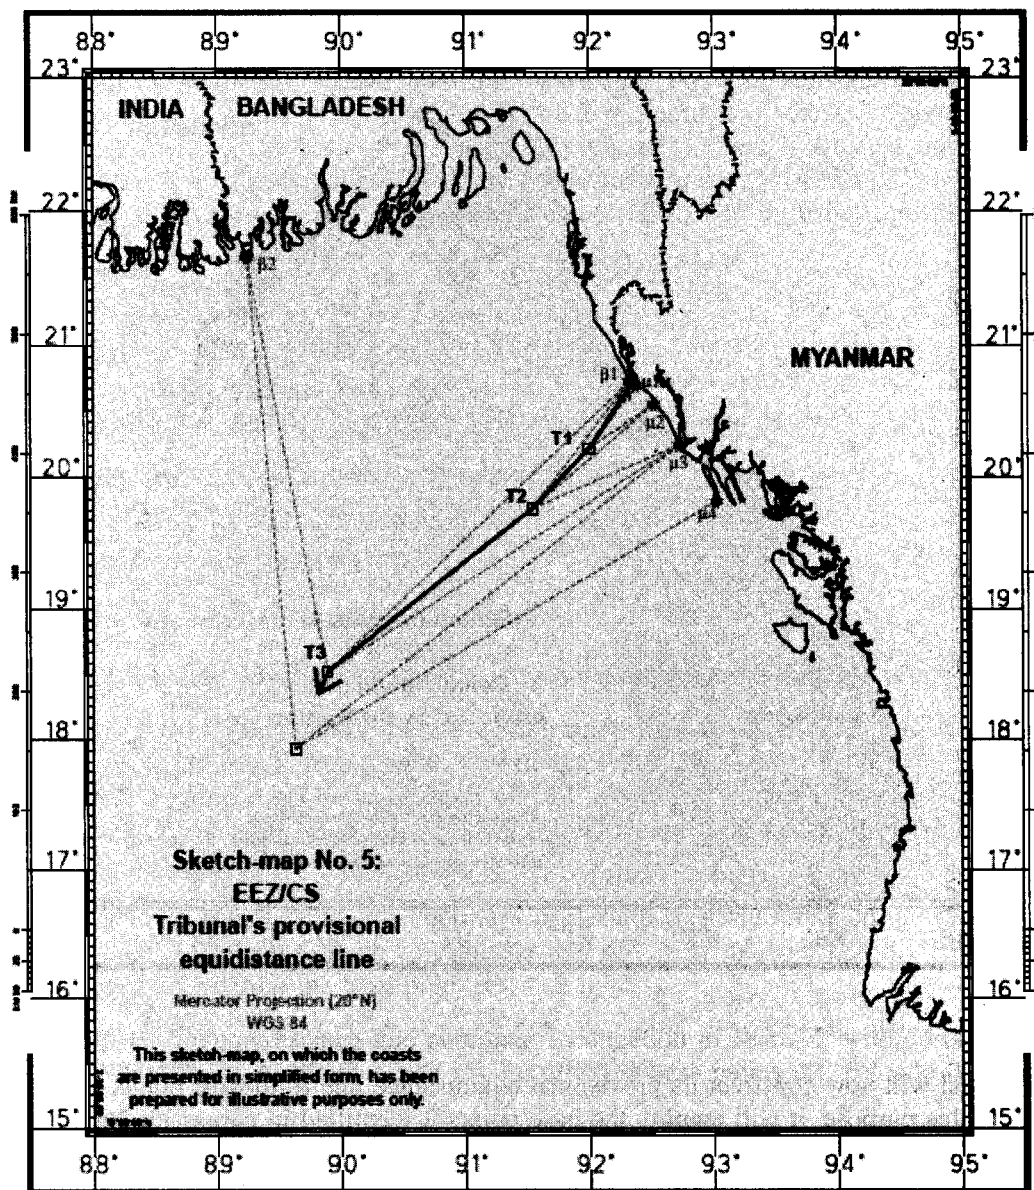 88° 89° 90° 91° 92° 93° 94° 95°
23° 23°
INDIA BANGLADESH
22° 22°
β2
21° 21°
MYANMAR
β1
μ2
T1
20° μ3 20°
T2
μ4
19° 19°
T3
18° 18°
17° 17°
Sketch-map No. 5:
EEZ/CS
Tribunal's provisional
equidistance line
16° 16°
Mercator Projection (20°N)
WGS 84
This sketch-map, on which the coasts
are presented in simplified form, has been
prepared for illustrative purposes only.
15° 15°
88° 89° 90° 91° 92° 93° 94° 95°